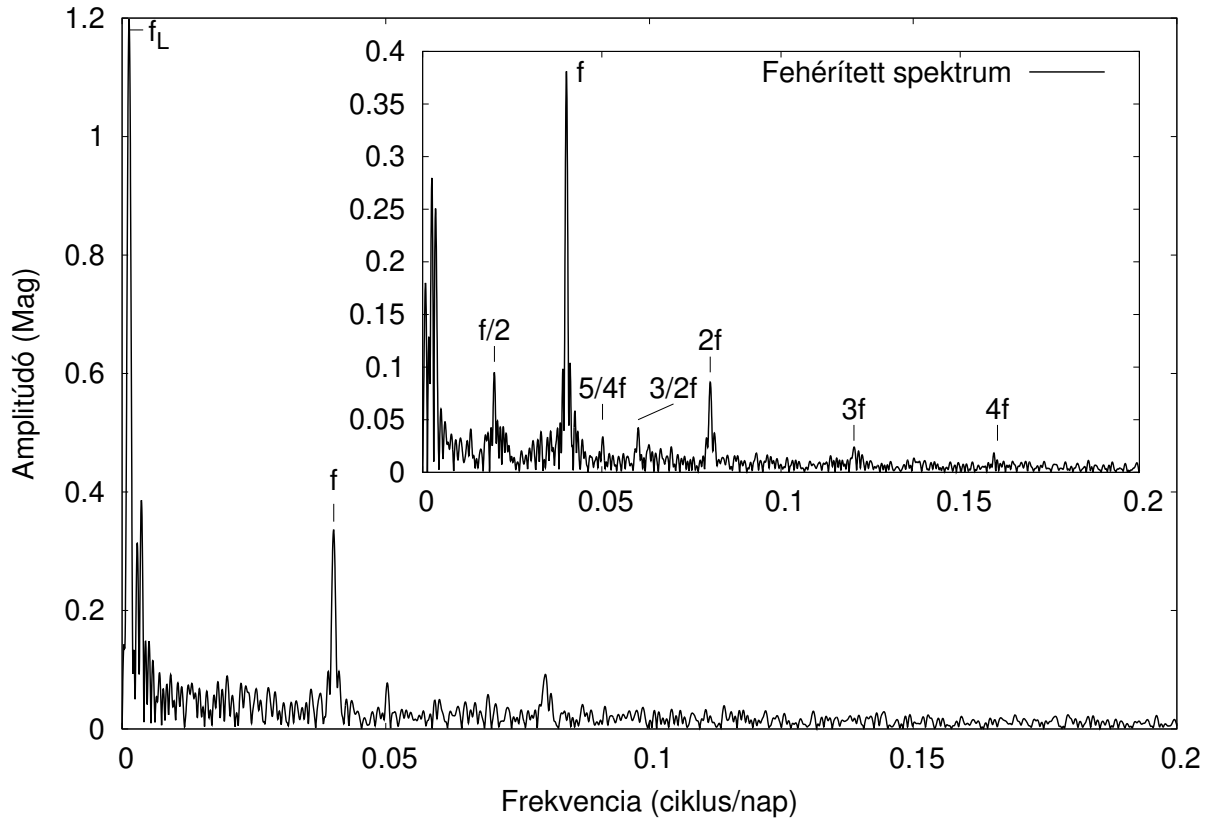 1.2
1
0.8
0.6
0.4
0.2
0
Amplitúdó (Mag)
f_L
f
0 0.05 0.1 0.15 0.2
Frekvencia (ciklus/nap)
Fehérített spektrum
0.4
0.35
0.3
0.25
0.2
0.15
0.1
0.05
0
f
f/2
5/4f
3/2f
2f
3f
4f
0 0.05 0.1 0.15 0.2